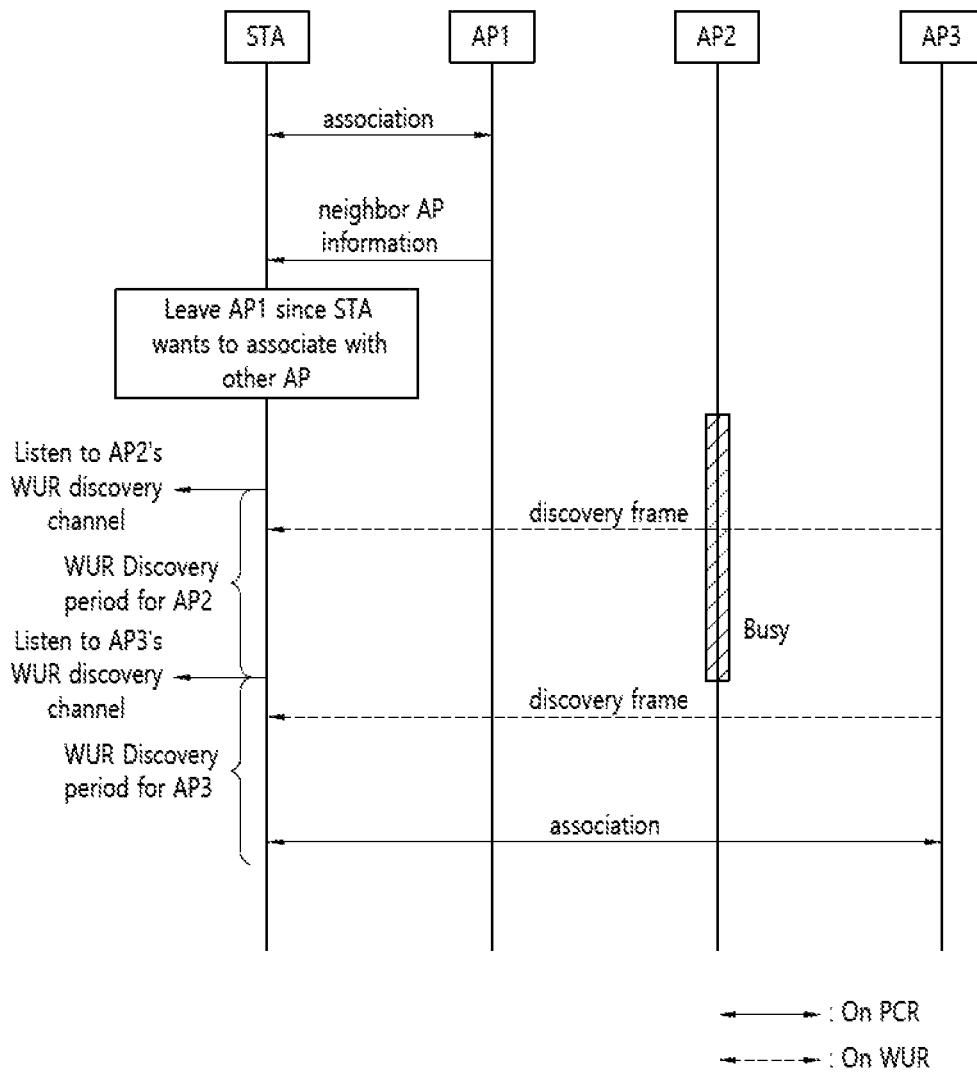 STA
AP1
AP2
AP3
association
neighbor AP
information
Leave AP1 since STA
wants to associate with
other AP
Listen to AP2's
WUR discovery
channel
discovery frame
WUR Discovery
period for AP2
Busy
Listen to AP3's
WUR discovery
channel
discovery frame
WUR Discovery
period for AP3
association
: On PCR
: On WUR